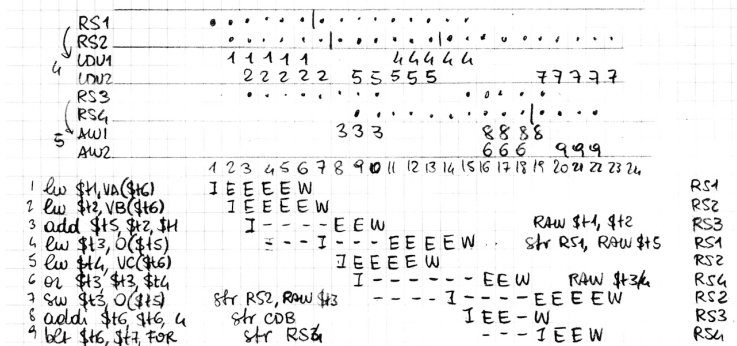 RS1
RS2
4 LDU1 1 1 1 1 1 4 4 4 4 4
LDU2 2 2 2 2 2 5 5 5 5 5 7 7 7 7 7
RS3
RS4
5 AW1 3 3 3 8 8 8 8
AW2 6 6 6 9 9 9
1 2 3 4 5 6 7 8 9 10 11 12 13 14 15 16 17 18 19 20 21 22 23 24
1 lw $t1, VA($t6) I E E E E E W RS1
2 lw $t2, VB($t6) I E E E E E W RS2
3 add $t5, $t2, $t1 I - - - - E E W RAW $t1, $t2 RS3
4 lw $t3, 0($t5) - - - I - - - E E E E E W str RS1, RAW $t5 RS1
5 lw $t4, VC($t6) I E E E E E W RS2
6 or $t3, $t3, $t4 I - - - - - - E E W RAW $t3/4 RS4
7 sw $t3, 0($t5) str RS2, RAW $t3 - - - - I - - - - E E E E E W RS2
8 addi $t6, $t6, 4 str CDB I E E - W RS3
9 blt $t6, $t7, FOR str RS4 - - - I E E W RS4